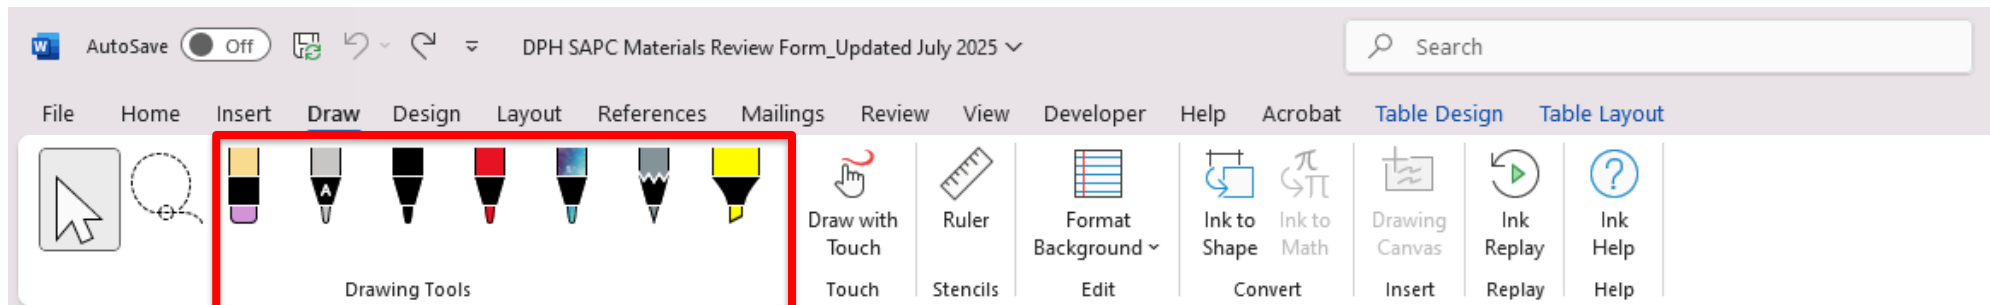 W AutoSave Off DPH SAPC Materials Review Form_Updated July 2025 Search
File Home Insert Draw Design Layout References Mailings Review View Developer Help Acrobat Table Design Table Layout
A
Draw with Ruler Format Ink to Ink to Drawing Ink Ink
Touch Background Shape Math Canvas Replay Help
Drawing Tools Touch Stencils Edit Convert Insert Replay Help